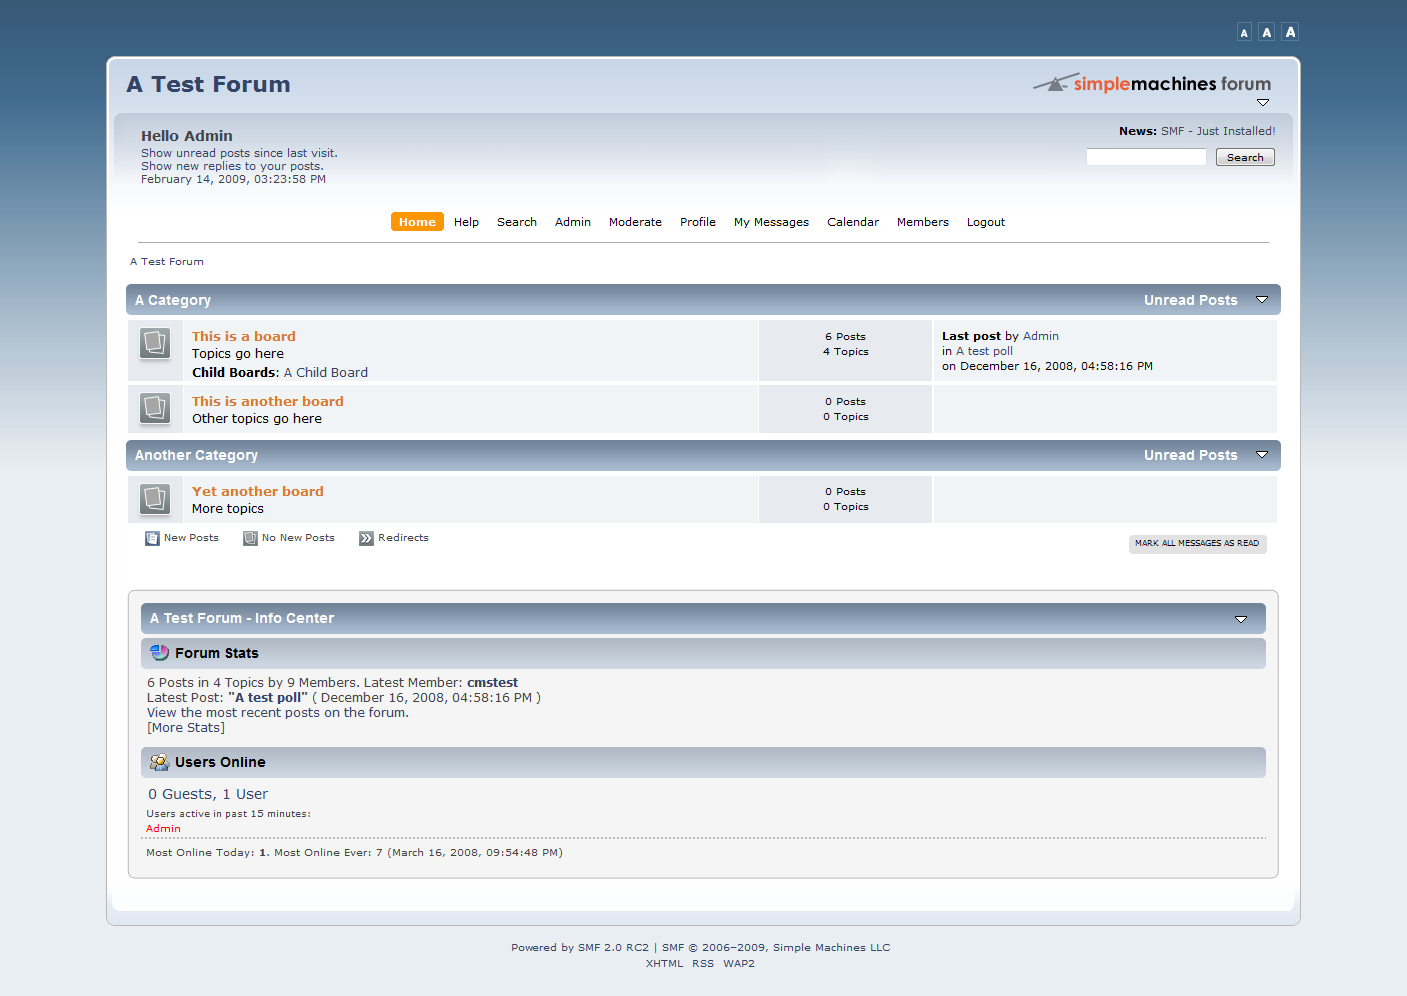 A A A
A Test Forum
simplemachines forum
Hello Admin
Show unread posts since last visit.
Show new replies to your posts.
February 14, 2009, 03:23:58 PM
News: SMF - Just Installed!
Search
Home Help Search Admin Moderate Profile My Messages Calendar Members Logout
A Test Forum
A Category Unread Posts
This is a board
Topics go here
Child Boards: A Child Board
6 Posts
4 Topics
Last post by Admin
in A test poll
on December 16, 2008, 04:58:16 PM
This is another board
Other topics go here
0 Posts
0 Topics
Another Category Unread Posts
Yet another board
More topics
0 Posts
0 Topics
New Posts No New Posts Redirects
MARK ALL MESSAGES AS READ
A Test Forum - Info Center
Forum Stats
6 Posts in 4 Topics by 9 Members. Latest Member: cmstest
Latest Post: "A test poll" ( December 16, 2008, 04:58:16 PM )
View the most recent posts on the forum.
[More Stats]
Users Online
0 Guests, 1 User
Users active in past 15 minutes:
Admin
Most Online Today: 1. Most Online Ever: 7 (March 16, 2008, 09:54:48 PM)
Powered by SMF 2.0 RC2 | SMF © 2006–2009, Simple Machines LLC
XHTML RSS WAP2